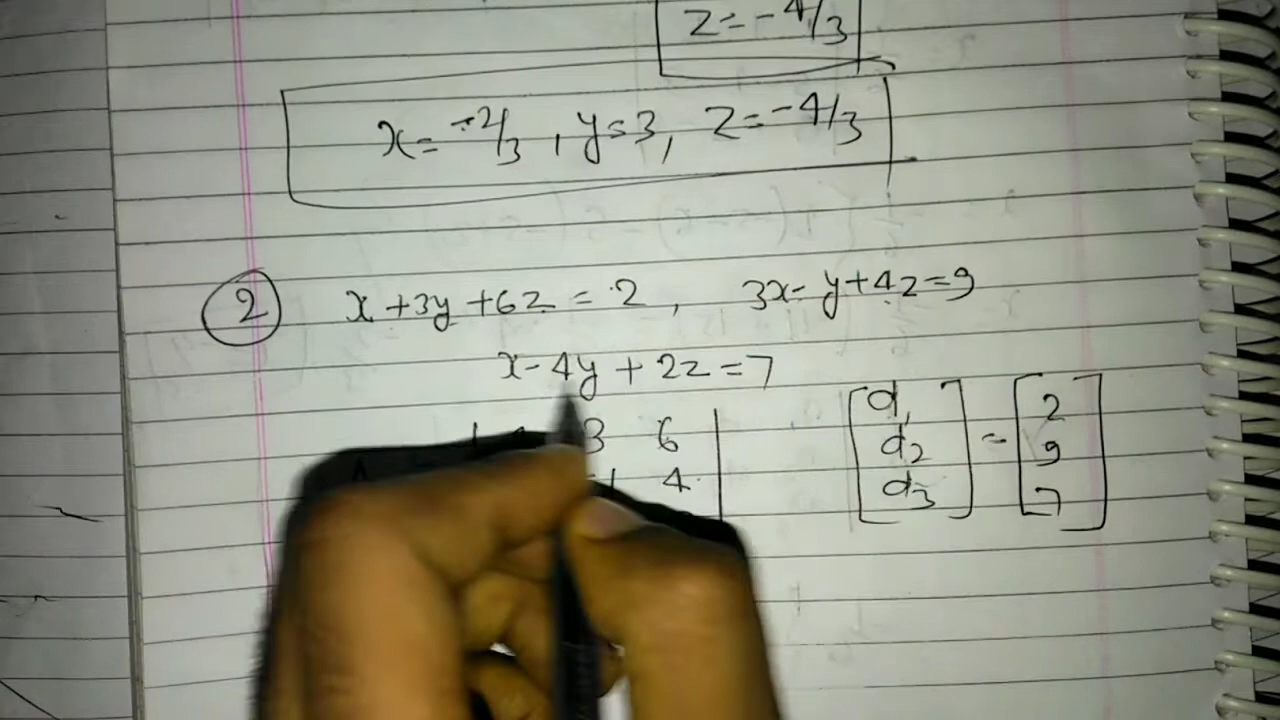 z = -4/3
x = -2/3 , y = 3, z = -4/3
2 x + 3y + 6z = 2 , 3x - y + 4z = 9
x - 4y + 2z = 7
3 6 d1 2
-1 4 d2 = 9
d3 7